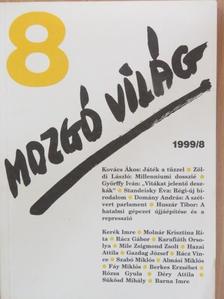 8
MOZGÓ VILÁG
1999/8
Kovács Ákos: Játék a tűzzel ● Zöl-
di László: Millenniumi dosszié ●
Győrffy Iván: „Vitákat jelentő desz-
kák” ● Standeisky Éva: Régi-új bi-
rodalom ● Domány András: A szét-
vert parlament ● Huszár Tibor: A
hatalmi gépezet újjáépítése és a
represszió
Kerék Imre ● Molnár Krisztina Ri-
ta ● Rácz Gábor ● Karafiáth Orso-
lya ● Mile Zsigmond Zsolt ● Hazai
Attila ● Gazdag József ● Rácz Vin-
ce ● Szabó Miklós ● Almási Miklós
● Fáy Miklós ● Berkes Erzsébet ●
Rózsa Gyula ● Déry Attila ●
Sükösd Mihály ● Barna Imre